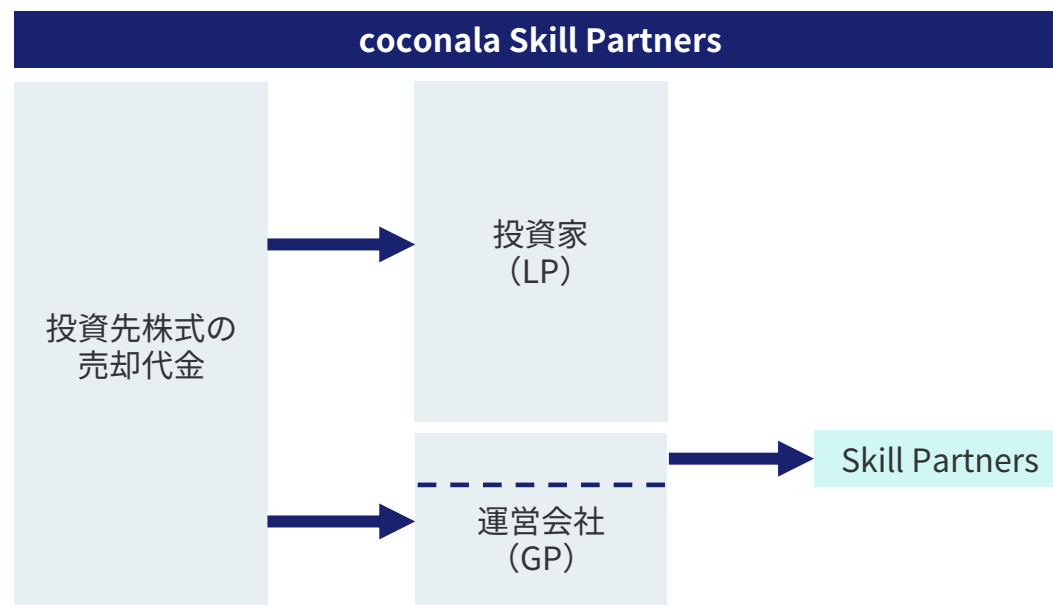 coconala Skill Partners
投資先株式の
売却代金
投資家
（LP）
運営会社
（GP）
Skill Partners